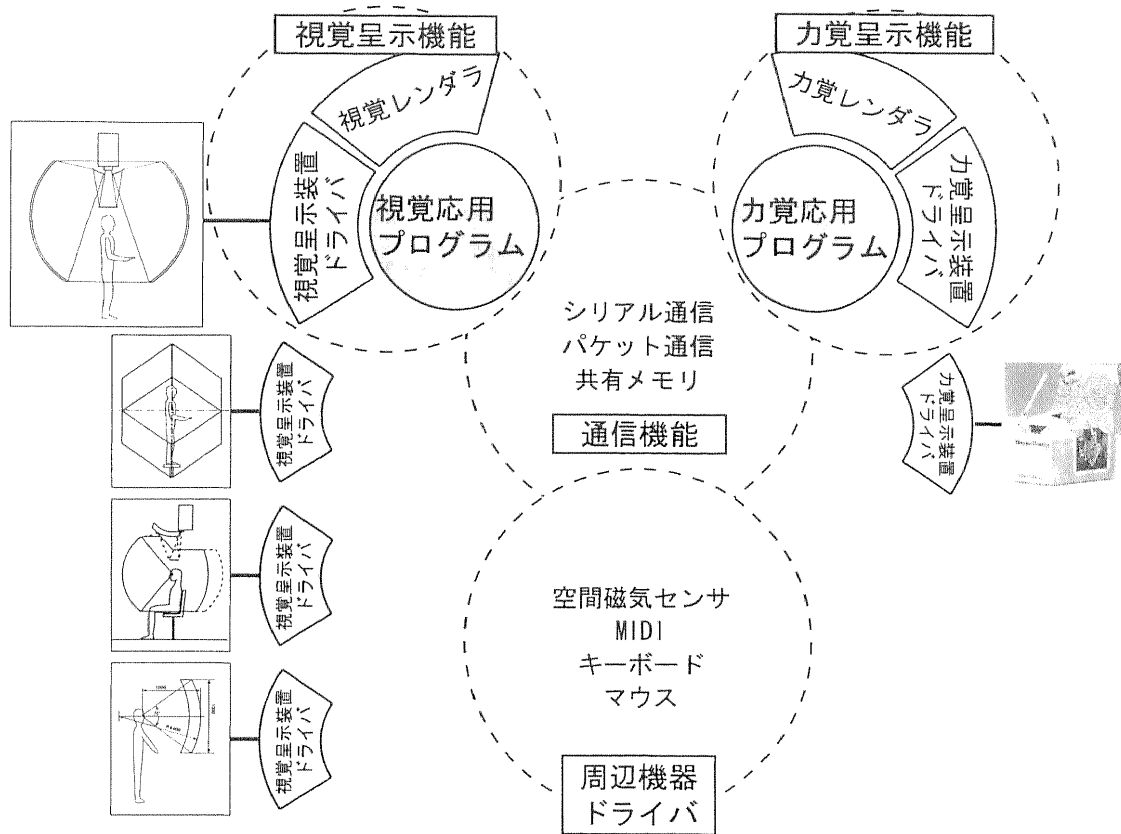 視覚呈示機能
力覚呈示機能
視覚レンダラ
力覚レンダラ
視覚呈示装置
ドライバ
視覚応用
プログラム
力覚応用
プログラム
力覚呈示装置
ドライバ
シリアル通信
パケット通信
共有メモリ
通信機能
視覚呈示装置
ドライバ
力覚呈示装置
ドライバ
視覚呈示装置
ドライバ
空間磁気センサ
MIDI
キーボード
マウス
視覚呈示装置
ドライバ
周辺機器
ドライバ